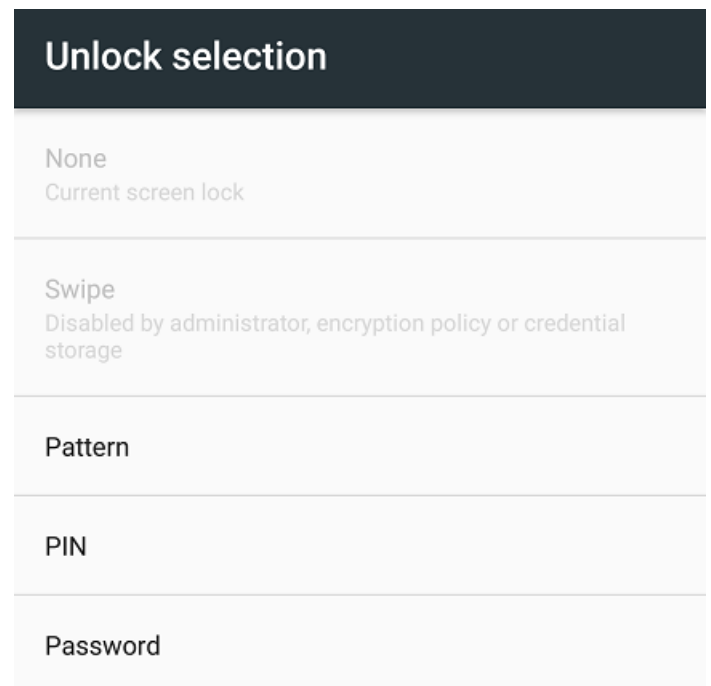 Unlock selection
None
Current screen lock
Swipe
Disabled by administrator, encryption policy or credential
storage
Pattern
PIN
Password